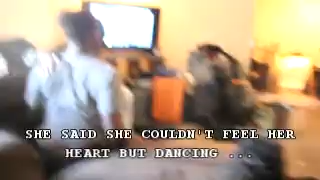 SHE SAID SHE COULDN'T FEEL HER
HEART BUT DANCING ...